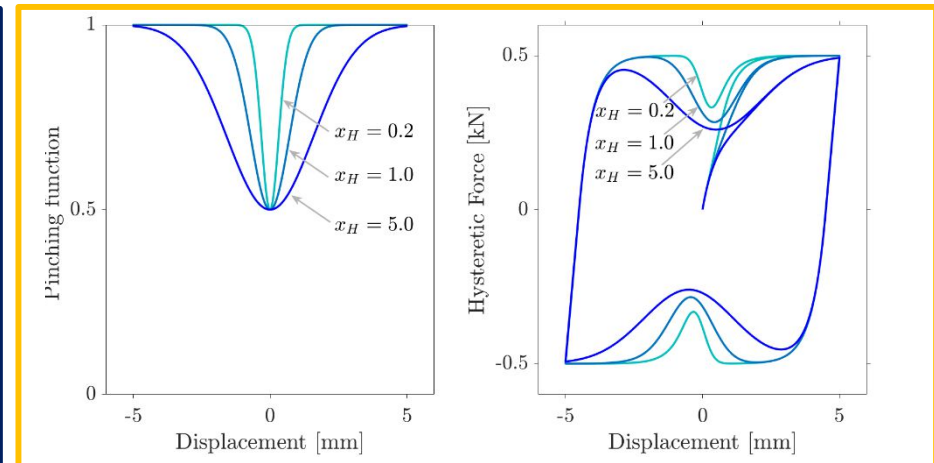 1
0.5
0
Pinching function
x_H = 0.2
x_H = 1.0
x_H = 5.0
-5
0
5
Displacement [mm]
0.5
0
-0.5
Hysteretic Force [kN]
x_H = 0.2
x_H = 1.0
x_H = 5.0
-5
0
5
Displacement [mm]